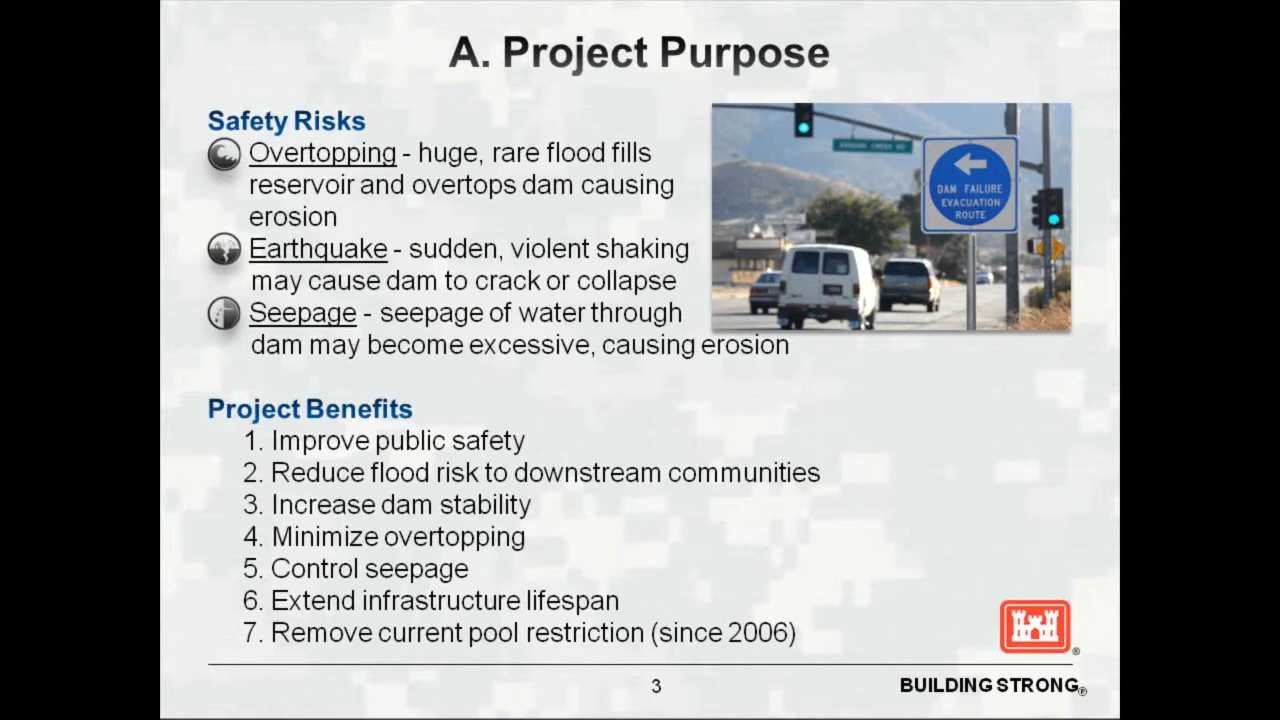 A. Project Purpose
Safety Risks
Overtopping - huge, rare flood fills
reservoir and overtops dam causing
erosion
Earthquake - sudden, violent shaking
may cause dam to crack or collapse
Seepage - seepage of water through
dam may become excessive, causing erosion
DAM FAILURE
EVACUATION
ROUTE
Project Benefits
1. Improve public safety
2. Reduce flood risk to downstream communities
3. Increase dam stability
4. Minimize overtopping
5. Control seepage
6. Extend infrastructure lifespan
7. Remove current pool restriction (since 2006)
®
3
BUILDING STRONG®